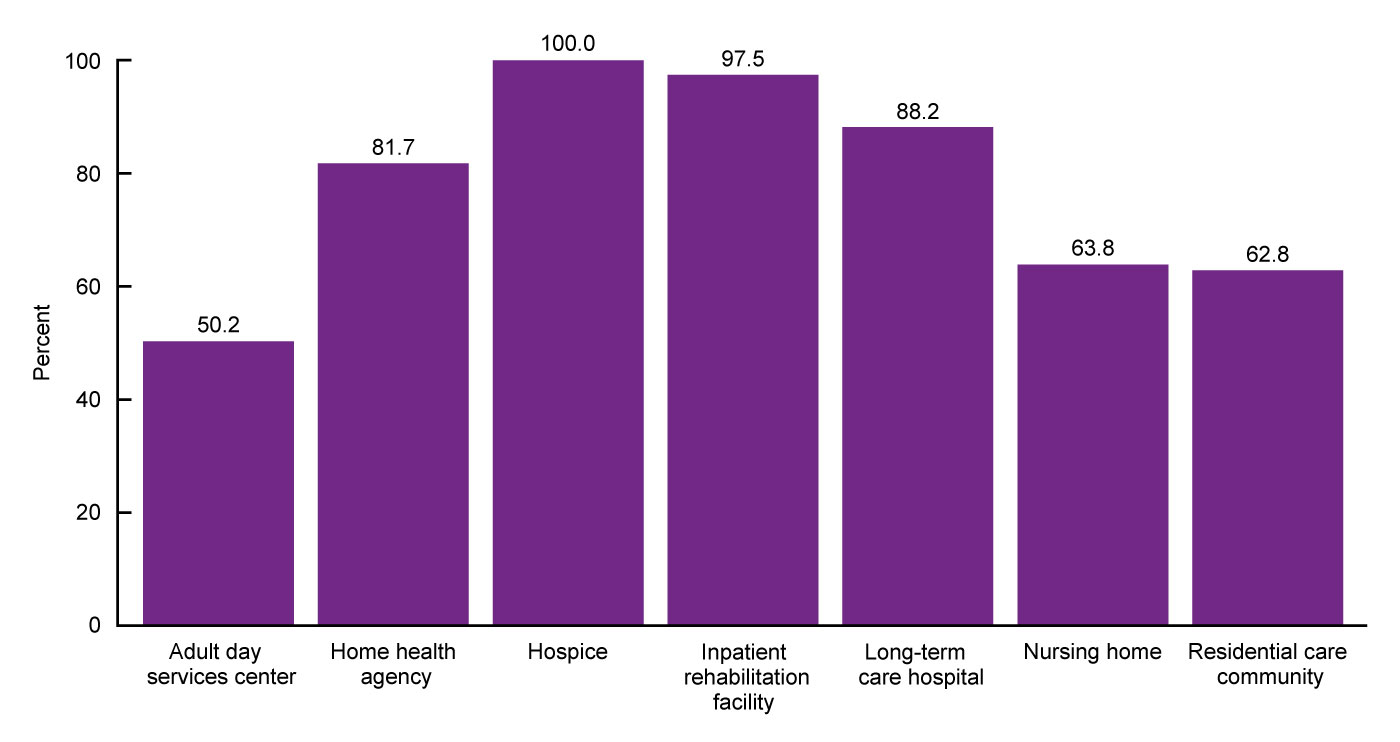 Percent
100
80
60
40
20
0
50.2
81.7
100.0
97.5
88.2
63.8
62.8
Adult day
services center
Home health
agency
Hospice
Inpatient
rehabilitation
facility
Long-term
care hospital
Nursing home
Residential care
community